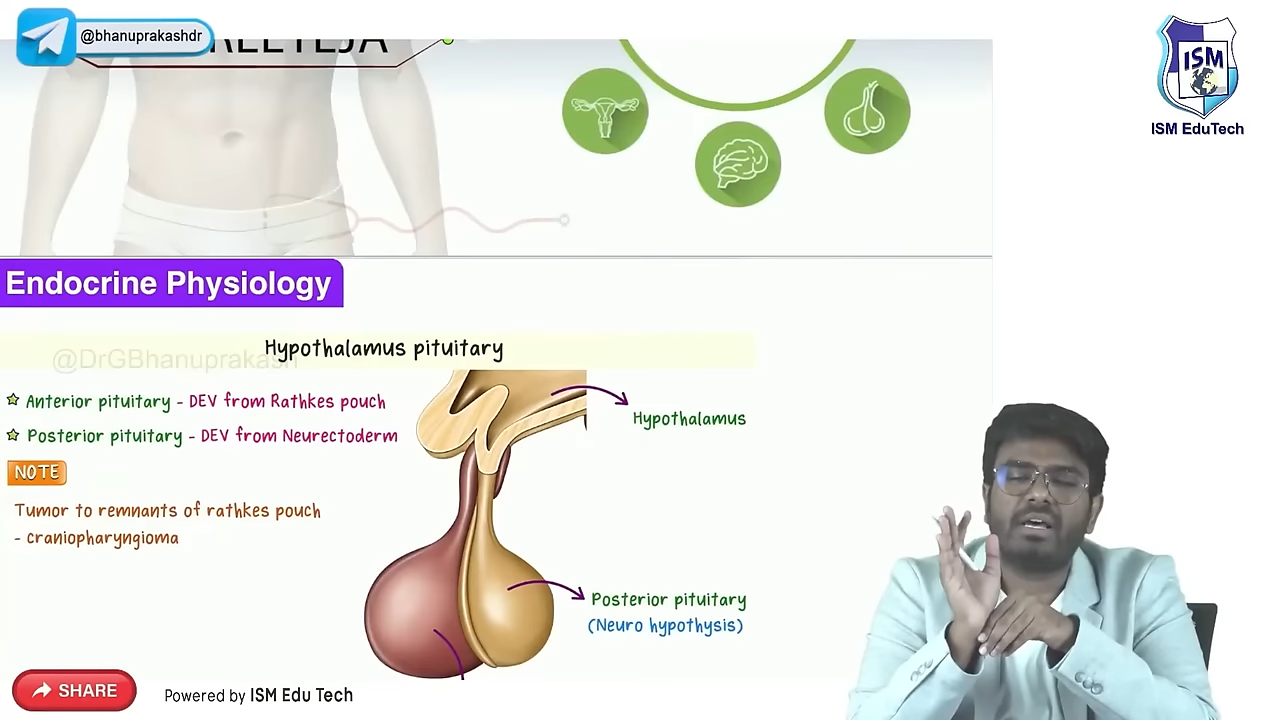 @bhanuprakashdr
ISM
ISM EduTech
Endocrine Physiology
@DrGBhanuprakash
Hypothalamus pituitary
Anterior pituitary - DEV from Rathkes pouch
Posterior pituitary - DEV from Neurectoderm
Hypothalamus
NOTE
Tumor to remnants of rathkes pouch
- craniopharyngioma
Posterior pituitary
(Neuro hypothysis)
SHARE
Powered by ISM Edu Tech